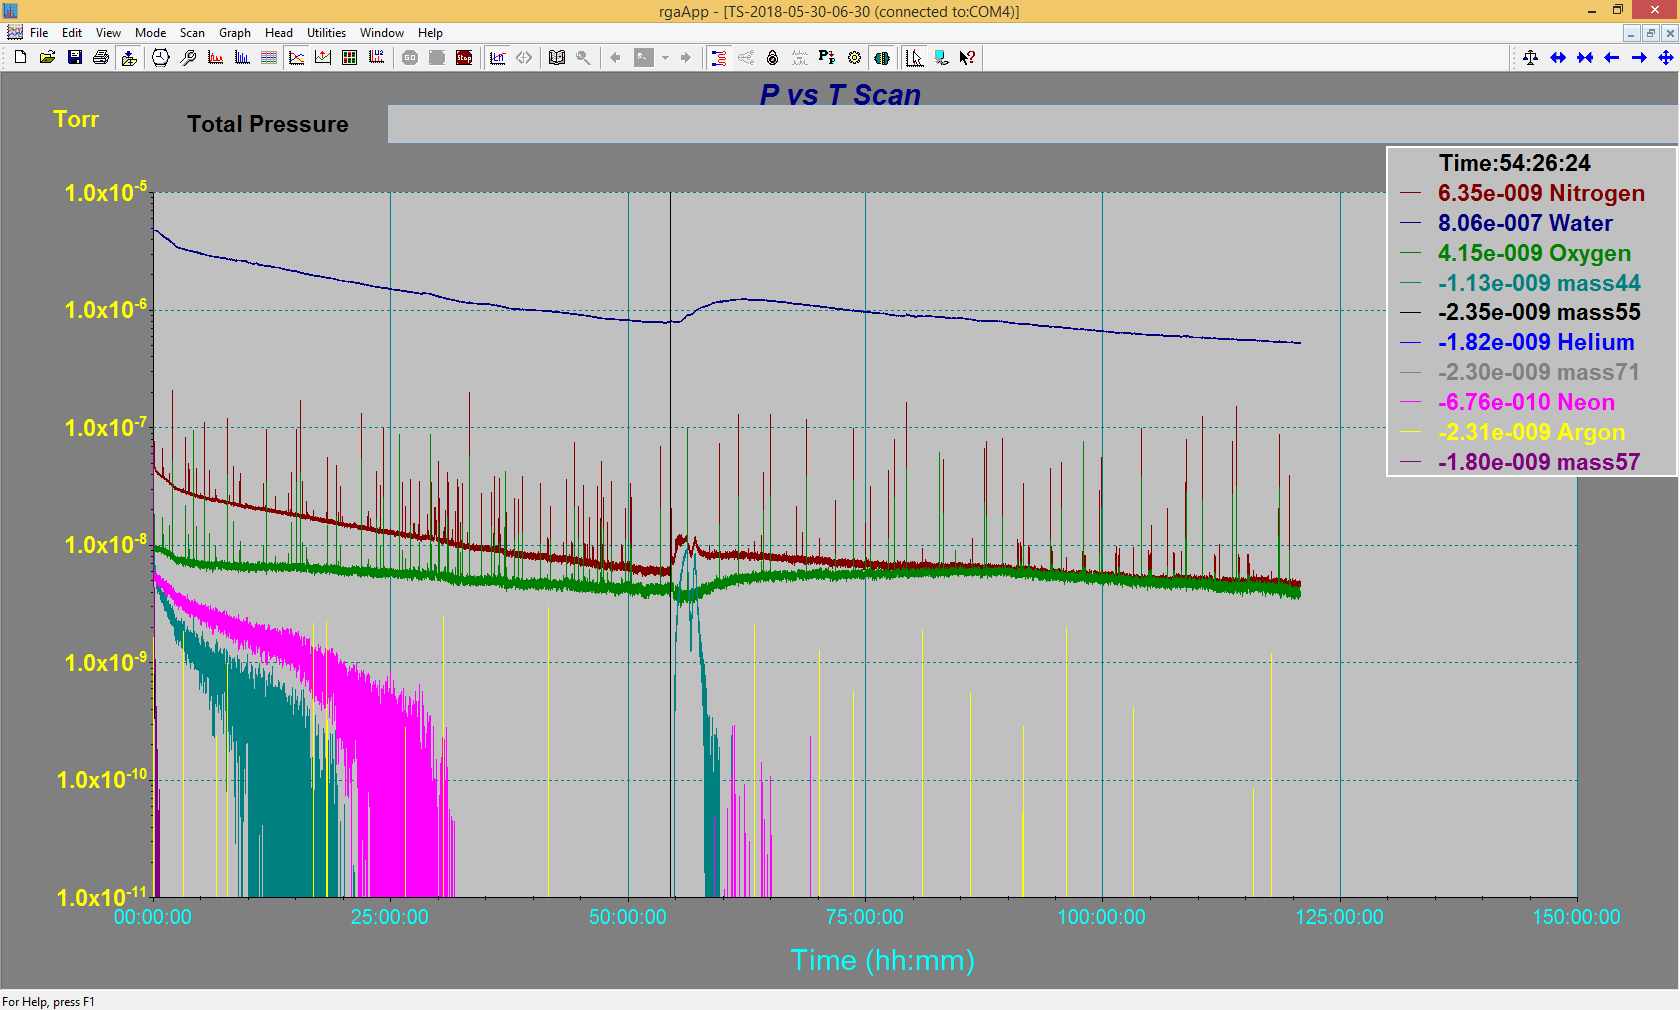 rgaApp - [TS-2018-05-30-06-30 (connected to:COM4)]
File Edit View Mode Scan Graph Head Utilities Window Help
GO Stop
P vs T Scan
Torr
Total Pressure
Time:54:26:24
6.35e-009 Nitrogen
8.06e-007 Water
4.15e-009 Oxygen
-1.13e-009 mass44
-2.35e-009 mass55
-1.82e-009 Helium
-2.30e-009 mass71
-6.76e-010 Neon
-2.31e-009 Argon
-1.80e-009 mass57
1.0x10-5
1.0x10-6
1.0x10-7
1.0x10-8
1.0x10-9
1.0x10-10
1.0x10-11
00:00:00 25:00:00 50:00:00 75:00:00 100:00:00 125:00:00 150:00:00
Time (hh:mm)
For Help, press F1